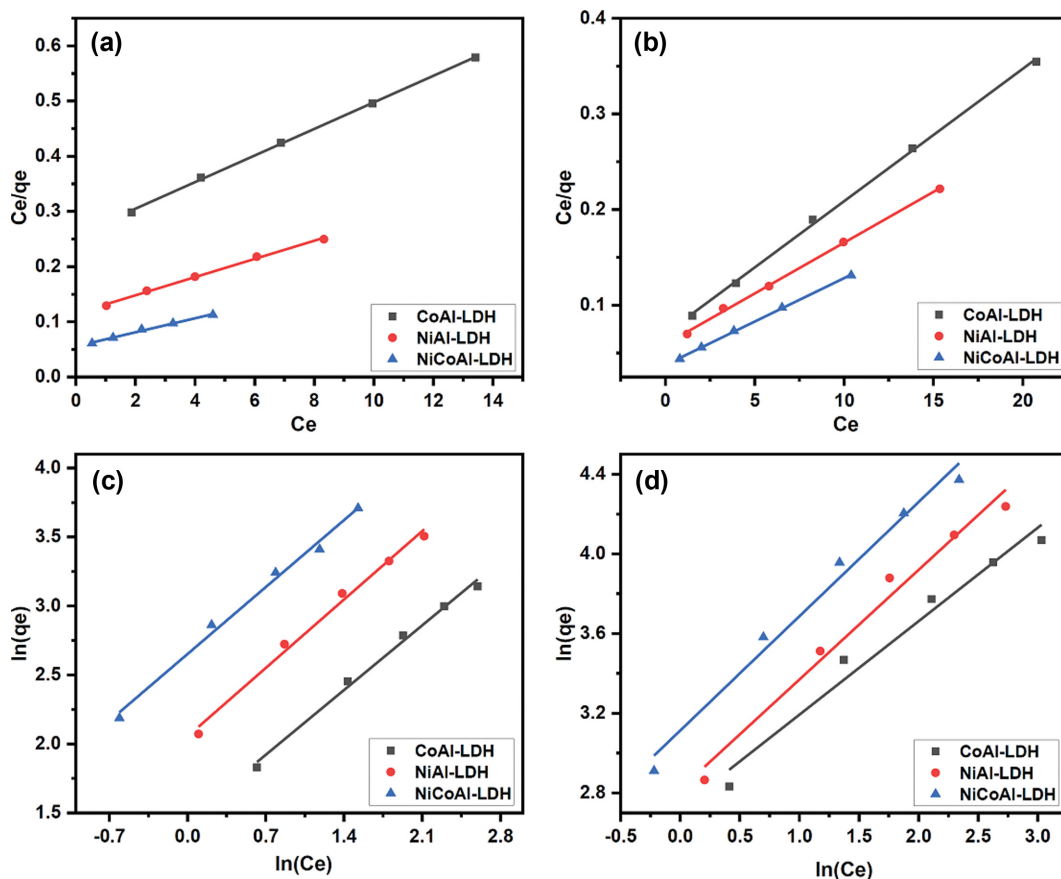 (a)
Ce/qe
0.6
0.5
0.4
0.3
0.2
0.1
0.0
0 2 4 6 8 10 12 14
Ce
CoAl-LDH
NiAl-LDH
NiCoAl-LDH
(b)
Ce/qe
0.4
0.3
0.2
0.1
0 5 10 15 20
Ce
CoAl-LDH
NiAl-LDH
NiCoAl-LDH
(c)
ln(qe)
4.0
3.5
3.0
2.5
2.0
1.5
-0.7 0.0 0.7 1.4 2.1 2.8
ln(Ce)
CoAl-LDH
NiAl-LDH
NiCoAl-LDH
(d)
ln(qe)
4.4
4.0
3.6
3.2
2.8
-0.5 0.0 0.5 1.0 1.5 2.0 2.5 3.0
ln(Ce)
CoAl-LDH
NiAl-LDH
NiCoAl-LDH